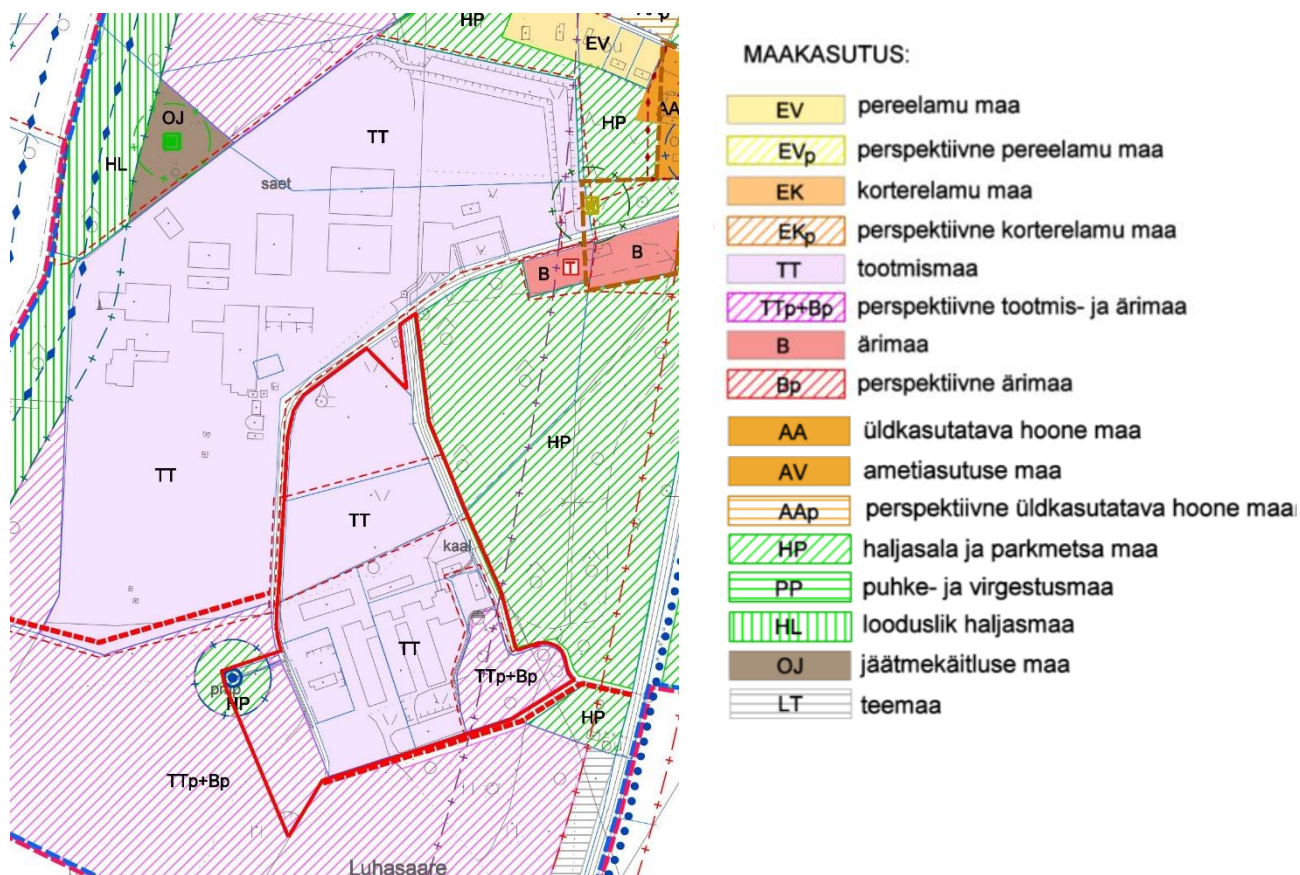 HP
Ap
EV
OJ
TT
HP
AA
HL
saet
B
B
T
HP
TT
TT
kaal
TT
TTp+Bp
HP
HP
TTp+Bp
Luhasaare
MAAKASUTUS:
EV pereelamu maa
EVp perspektiivne pereelamu maa
EK korterelamu maa
EKp perspektiivne korterelamu maa
TT tootmismaa
TTp+Bp perspektiivne tootmis- ja ärimaa
B ärimaa
Bp perspektiivne ärimaa
AA üldkasutatava hoone maa
AV ametiasutuse maa
AAp perspektiivne üldkasutatava hoone maa
HP haljasala ja parkmetsa maa
PP puhke- ja virgestusmaa
HL looduslik haljasmaa
OJ jäätmekäitluse maa
LT teemaa